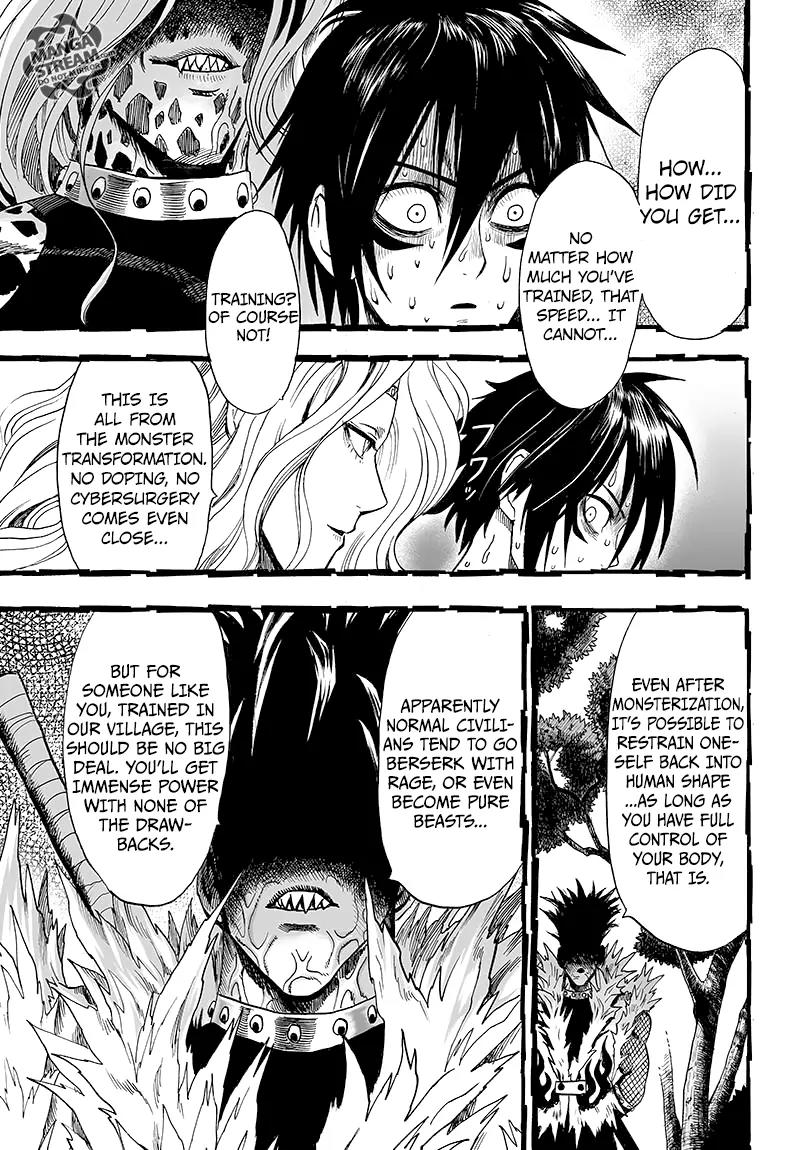 MANGA
STREAM.COM
DO NOT MIRROR
HOW...
HOW DID
YOU GET...
NO
MATTER HOW
MUCH YOU'VE
TRAINED, THAT
SPEED... IT
CANNOT...
TRAINING?
OF COURSE
NOT!
THIS IS
ALL FROM
THE MONSTER
TRANSFORMATION.
NO DOPING, NO
CYBERSURGERY
COMES EVEN
CLOSE...
EVEN AFTER
MONSTERIZATION,
IT'S POSSIBLE TO
RESTRAIN ONE-
SELF BACK INTO
HUMAN SHAPE
...AS LONG AS
YOU HAVE FULL
CONTROL OF
YOUR BODY,
THAT IS.
APPARENTLY
NORMAL CIVILI-
ANS TEND TO GO
BERSERK WITH
RAGE, OR EVEN
BECOME PURE
BEASTS...
BUT FOR
SOMEONE LIKE
YOU, TRAINED IN
OUR VILLAGE, THIS
SHOULD BE NO BIG
DEAL. YOU'LL GET
IMMENSE POWER
WITH NONE OF
THE DRAW-
BACKS.